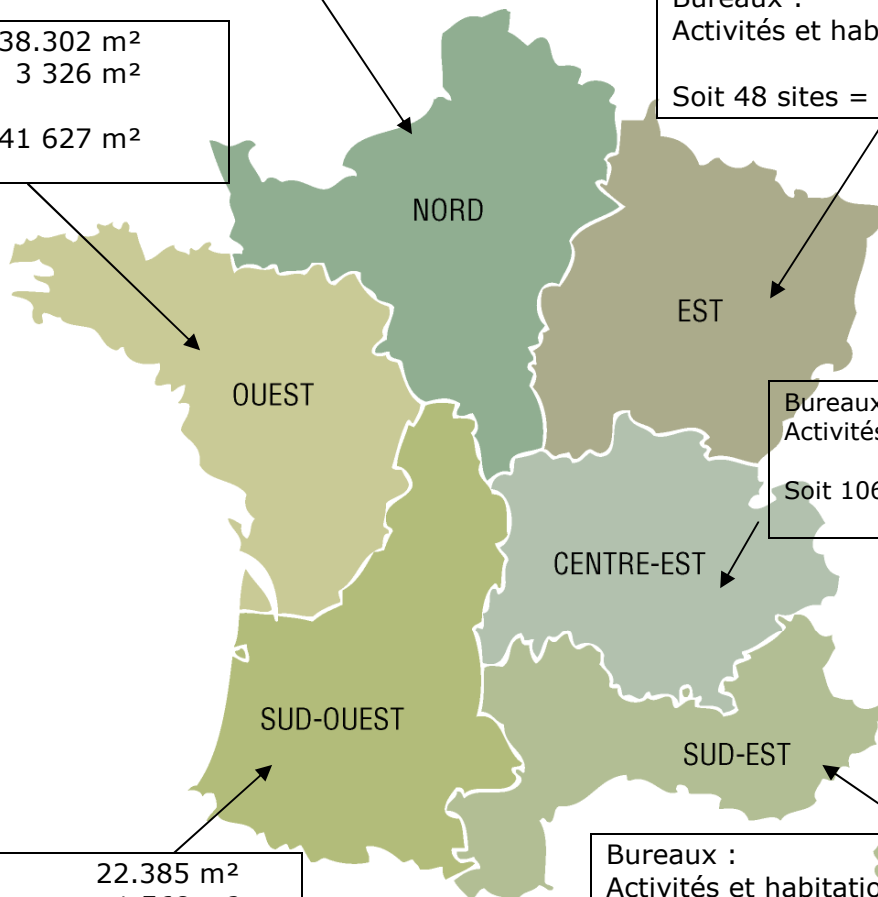 Bureaux :
Activités et hab
Soit 48 sites =
38.302 m²
3 326 m²
41 627 m²
NORD
EST
OUEST
Bureaux
Activités
Soit 106
CENTRE-EST
SUD-OUEST
SUD-EST
22.385 m²
Bureaux :
Activités et habitatio